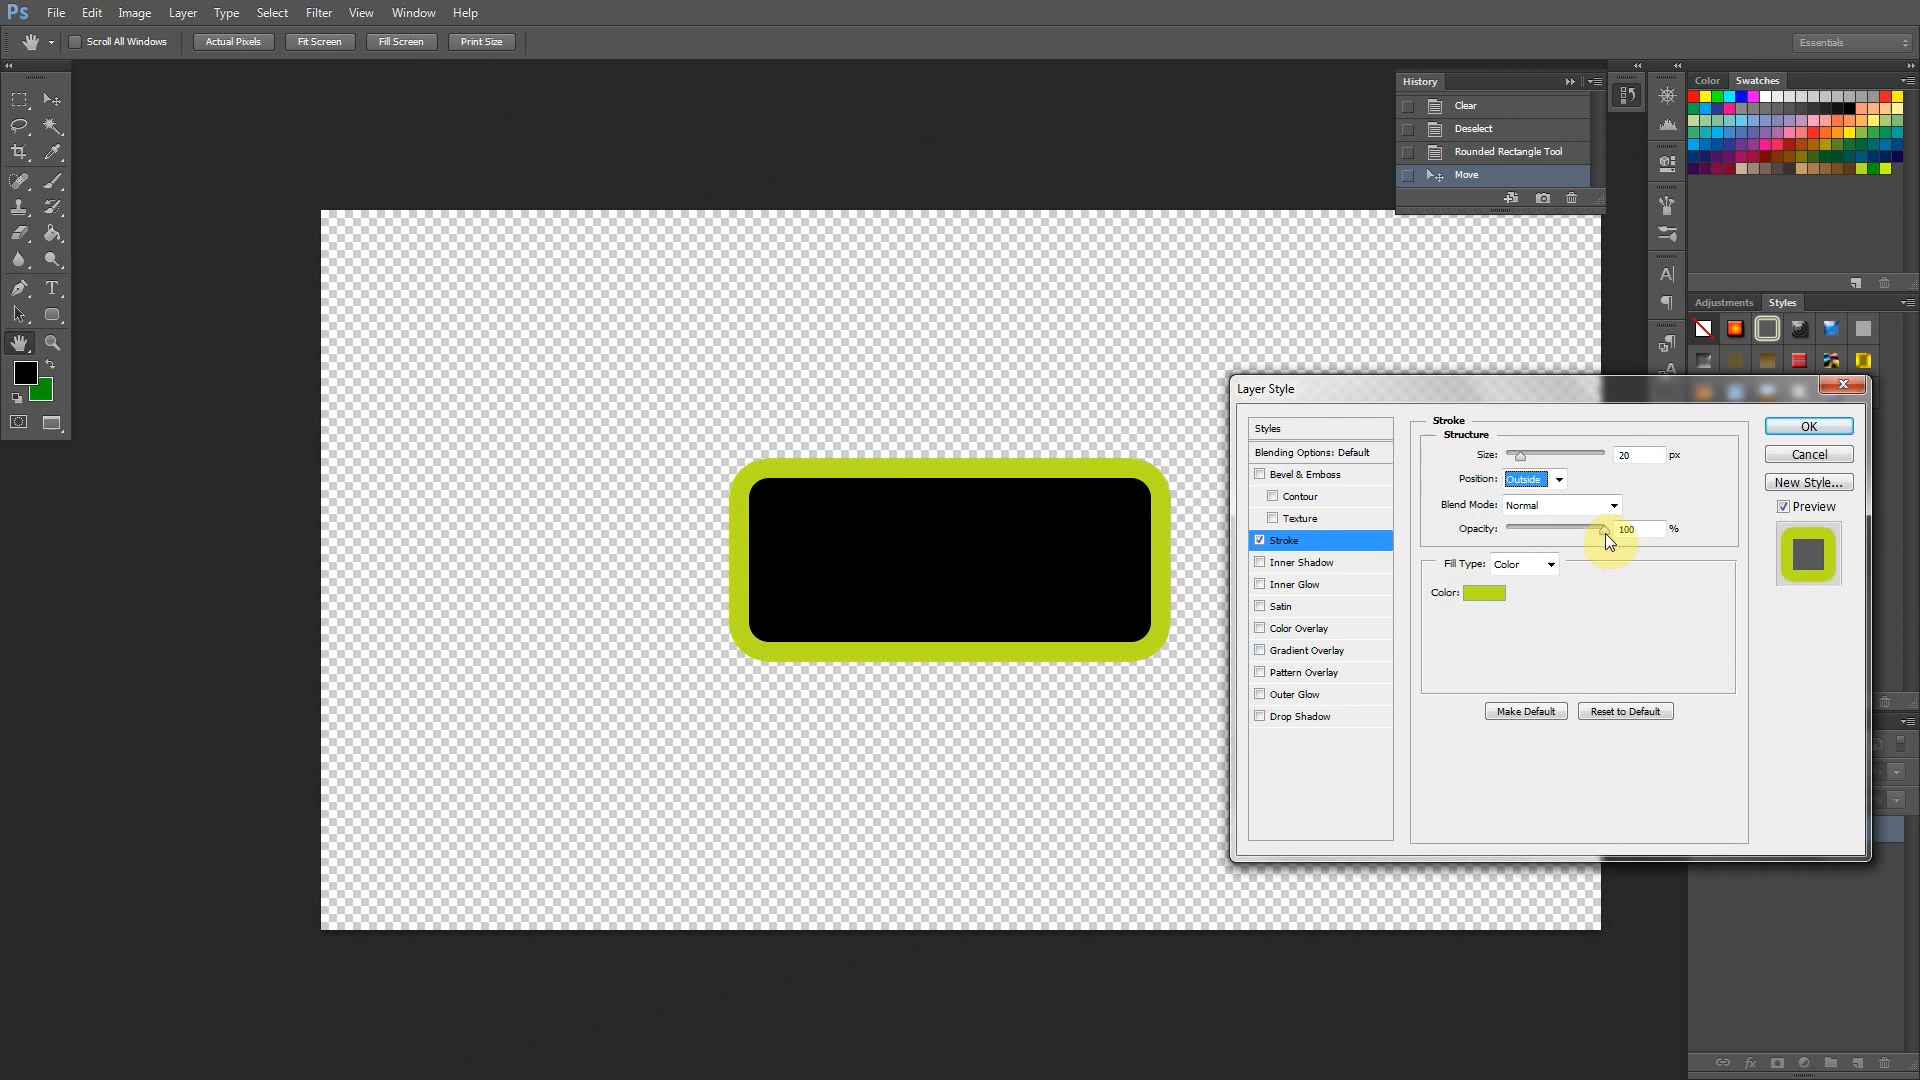 Ps File Edit Image Layer Type Select Filter View Window Help
Scroll All Windows Actual Pixels Fit Screen Fill Screen Print Size Essentials
History
Clear
Deselect
Rounded Rectangle Tool
Move
Color Swatches
Adjustments Styles
Layer Style
Styles
Blending Options: Default
Bevel & Emboss
Contour
Texture
Stroke
Inner Shadow
Inner Glow
Satin
Color Overlay
Gradient Overlay
Pattern Overlay
Outer Glow
Drop Shadow
Stroke
Structure
Size: 20 px
Position: Outside
Blend Mode: Normal
Opacity: 100 %
Fill Type: Color
Color:
Make Default Reset to Default
OK
Cancel
New Style...
Preview